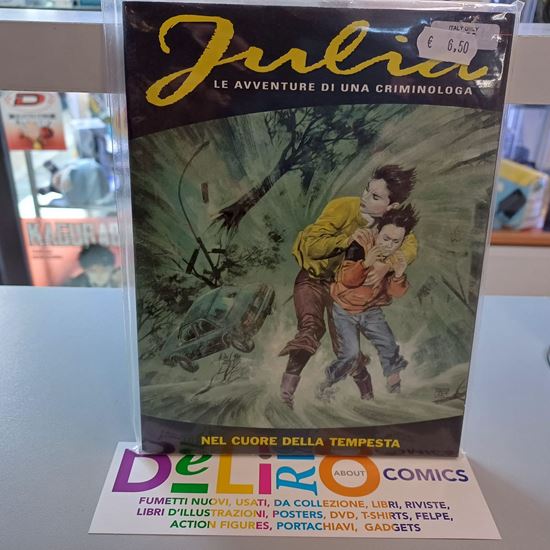 ITALY ONLY
€ 6,50
Julia
LE AVVENTURE DI UNA CRIMINOLOGA
KAGURA
NEL CUORE DELLA TEMPESTA
DeLiRiO
ABOUT
COMICS
FUMETTI NUOVI, USATI, DA COLLEZIONE, LIBRI, RIVISTE,
LIBRI D'ILLUSTRAZIONI, POSTERS, DVD, T-SHIRTS, FELPE,
ACTION FIGURES, PORTACHIAVI, GADGETS